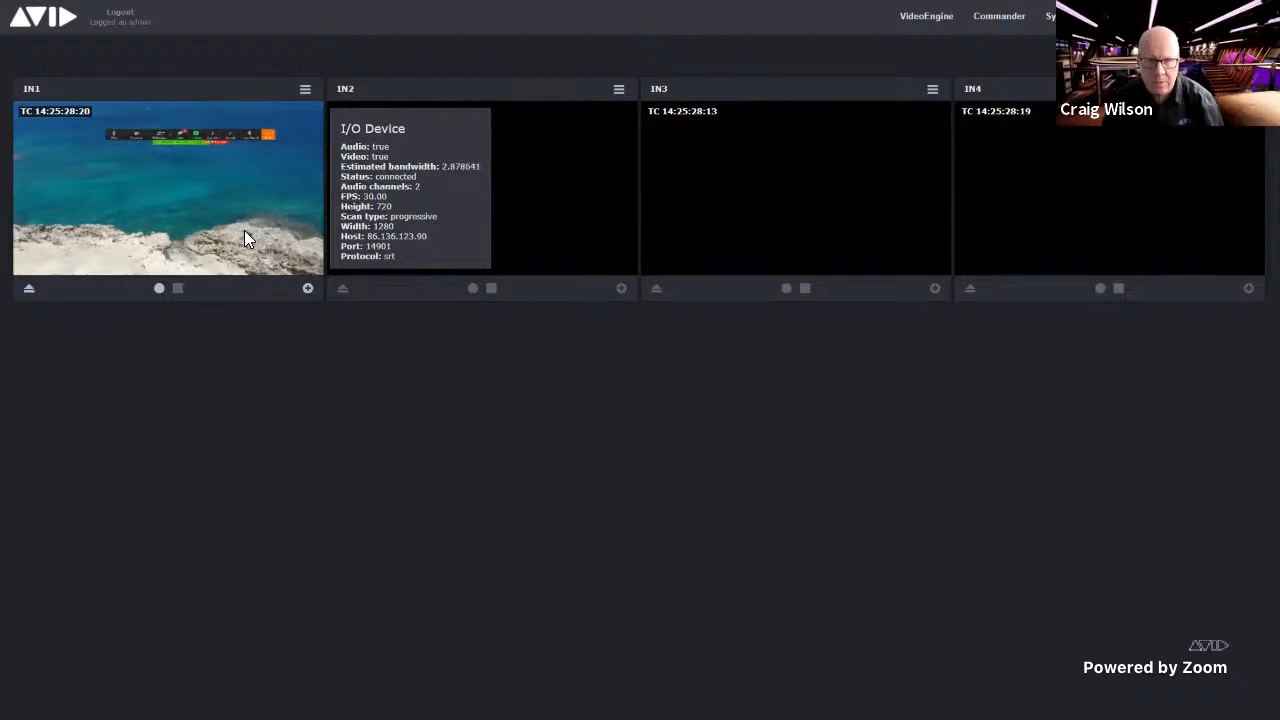 AVID
Logout
Logged as admin
VideoEngine
Commander
Sy
Craig Wilson
IN1
IN2
IN3
IN4
TC 14:25:28:20
I/O Device
Audio: true
Video: true
Estimated bandwidth: 2.878641
Status: connected
Audio channels: 2
FPS: 30.00
Height: 720
Scan type: progressive
Width: 1280
Host: 86.136.123.90
Port: 14901
Protocol: srt
TC 14:25:28:13
TC 14:25:28:19
AVID
Powered by Zoom